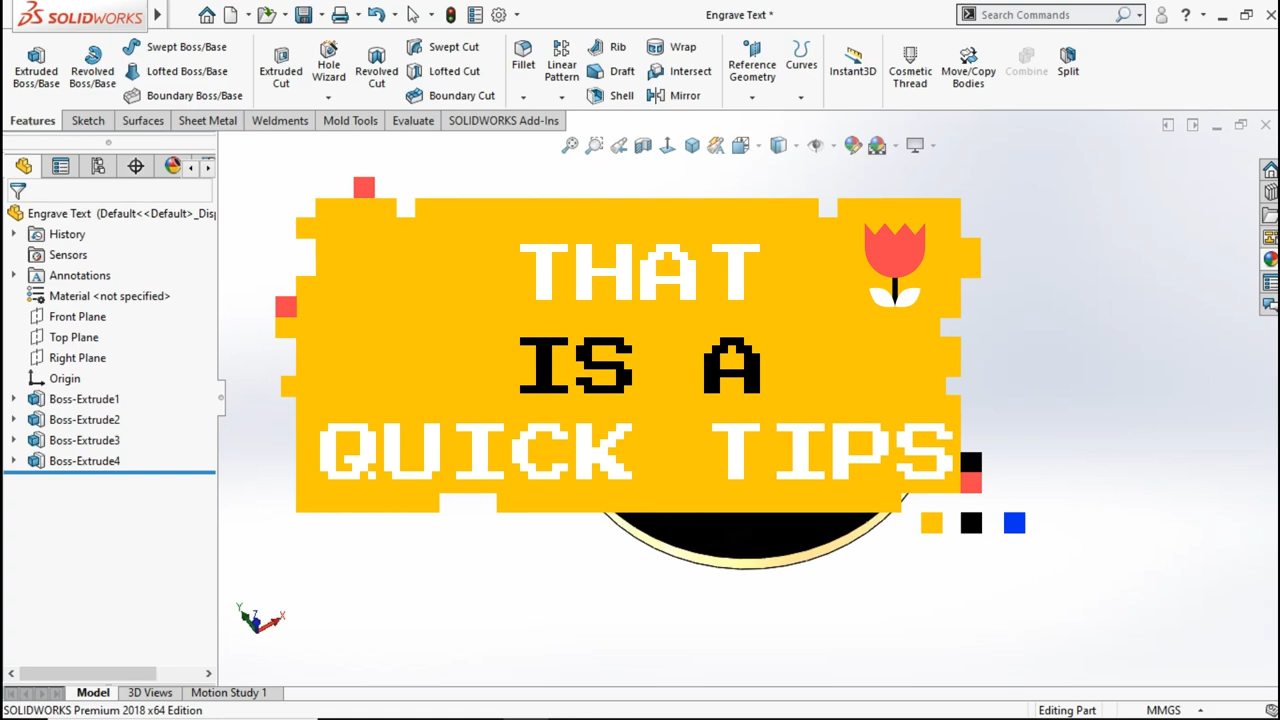 SOLIDWORKS
Engrave Text *
Search Commands
Extruded Boss/Base
Revolved Boss/Base
Swept Boss/Base
Lofted Boss/Base
Boundary Boss/Base
Extruded Cut
Hole Wizard
Revolved Cut
Swept Cut
Lofted Cut
Boundary Cut
Fillet
Linear Pattern
Rib
Draft
Shell
Wrap
Intersect
Mirror
Reference Geometry
Curves
Instant3D
Cosmetic Thread
Move/Copy Bodies
Combine
Split
Features Sketch Surfaces Sheet Metal Weldments Mold Tools Evaluate SOLIDWORKS Add-Ins
Engrave Text (Default<<Default>_Disp
History
Sensors
Annotations
Material <not specified>
Front Plane
Top Plane
Right Plane
Origin
Boss-Extrude1
Boss-Extrude2
Boss-Extrude3
Boss-Extrude4
THAT
IS A
QUICK TIPS
Y Z X
Model 3D Views Motion Study 1
SOLIDWORKS Premium 2018 x64 Edition
Editing Part MMGS